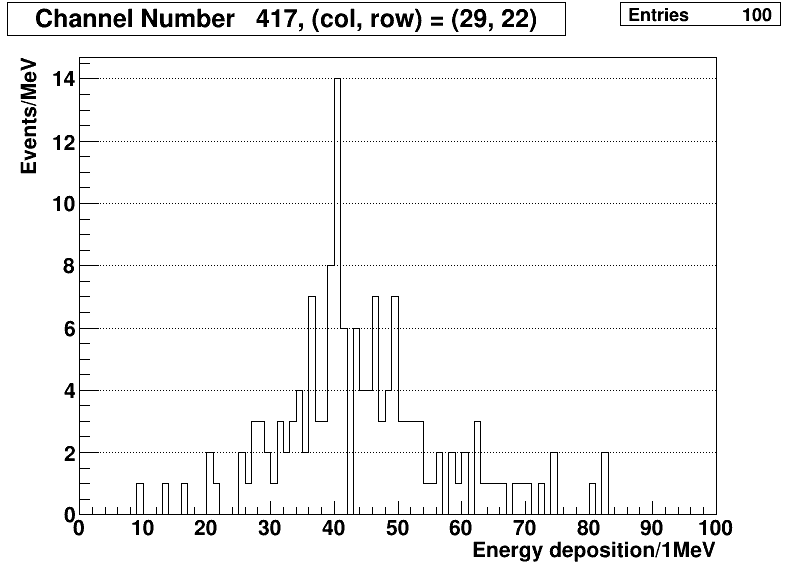 Channel Number 417, (col, row) = (29, 22)
Entries 100
Events/MeV
14
12
10
8
6
4
2
0
0 10 20 30 40 50 60 70 80 90 100
Energy deposition/1MeV